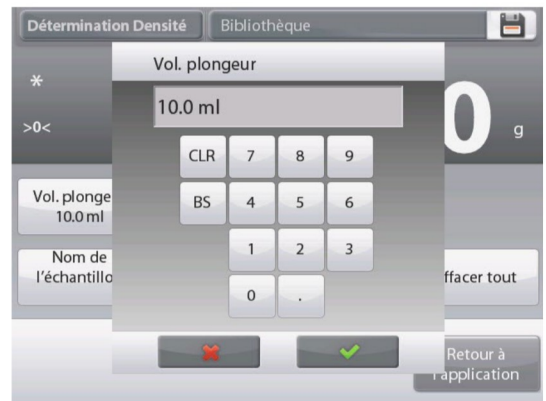 Détermination Densité
Bibliothèque
Vol. plongeur
*
>0<
0 g
10.0 ml
CLR 7 8 9
BS 4 5 6
1 2 3
0 .
Vol. plonge
10.0 ml
Nom de
l'échantillo
ffacer tout
Retour à
l'application